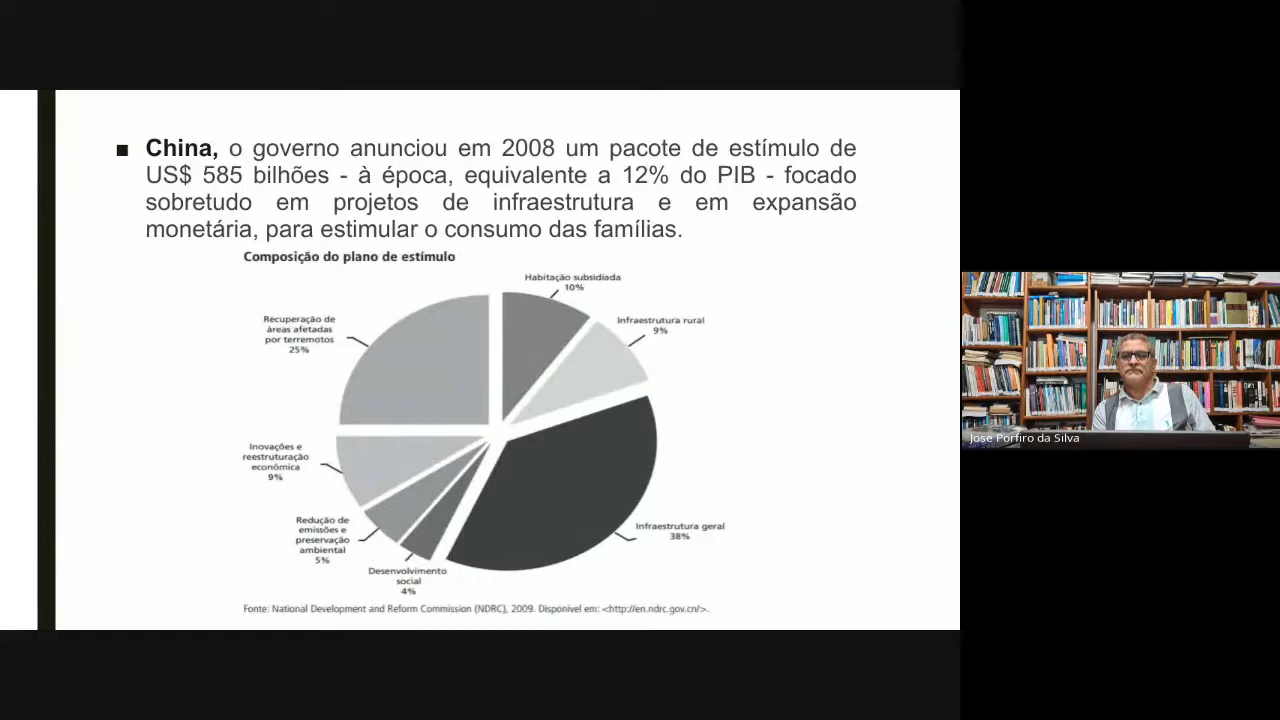 ■ China, o governo anunciou em 2008 um pacote de estímulo de
US$ 585 bilhões - à época, equivalente a 12% do PIB - focado
sobretudo em projetos de infraestrutura e em expansão
monetária, para estimular o consumo das famílias.
Composição do plano de estímulo
Habitação subsidiada
10%
Infraestrutura rural
9%
Recuperação de
áreas afetadas
por terremotos
25%
Inovações e
reestruturação
econômica
9%
Redução de
emissões e
preservação
ambiental
5%
Desenvolvimento
social
4%
Infraestrutura geral
38%
Fonte: National Development and Reform Commission (NDRC), 2009. Disponível em: <http://en.ndrc.gov.cn/>.
Jose Porfiro da Silva